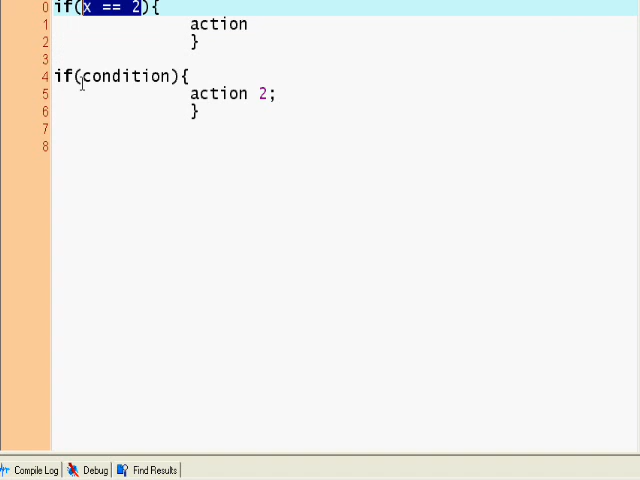 0 if(x == 2){
1 action
2 }
3
4 if(condition){
5 action 2;
6 }
7
8
Compile Log Debug Find Results